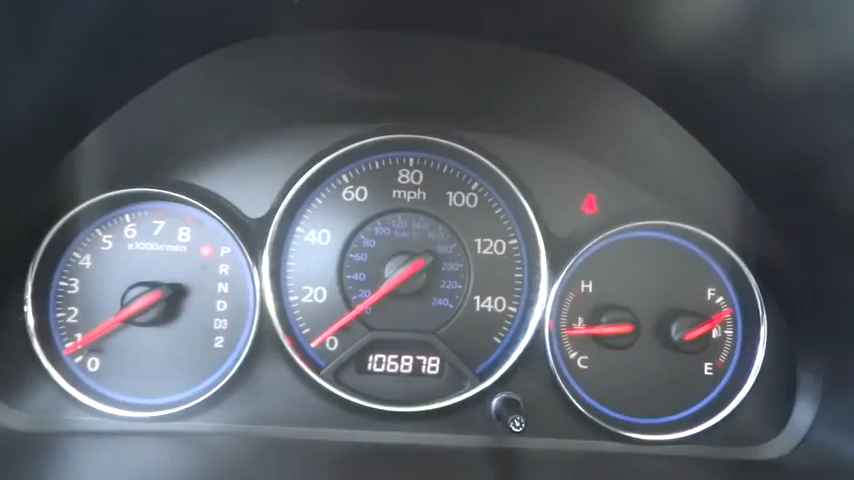 0 1 2 3 4 5 6 7 8
x1000r/min
P
R
N
D
D3
2
0 20 40 60 80 100 120 140
mph
20 40 60 80 100 120 140 160 180 200 220 240
km/h
106878
H
C
F
E